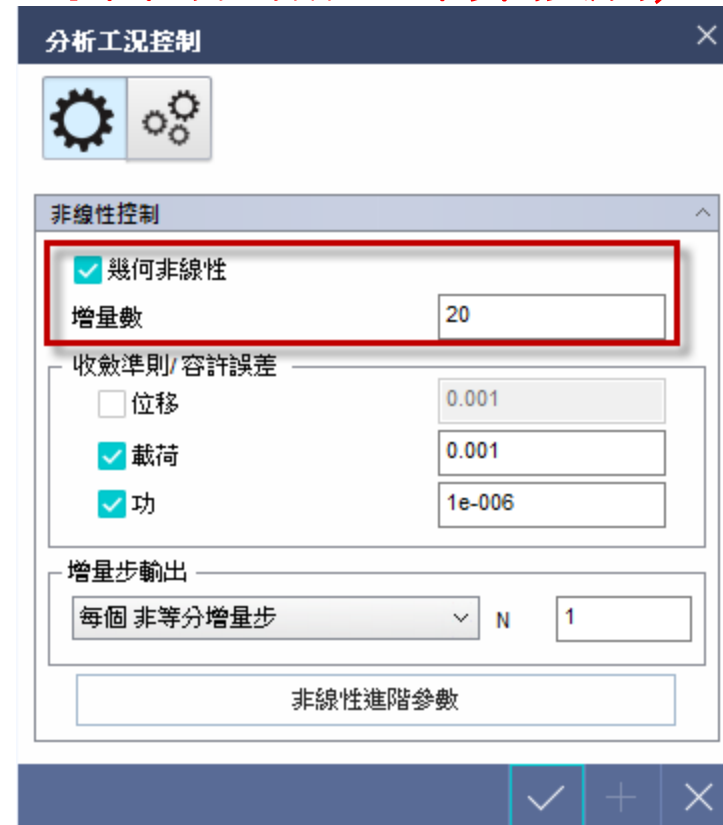 分析工況控制
非線性控制
幾何非線性
增量數 20
收斂準則/ 容許誤差
位移 0.001
載荷 0.001
功 1e-006
增量步輸出
每個 非等分增量步 N 1
非線性進階參數